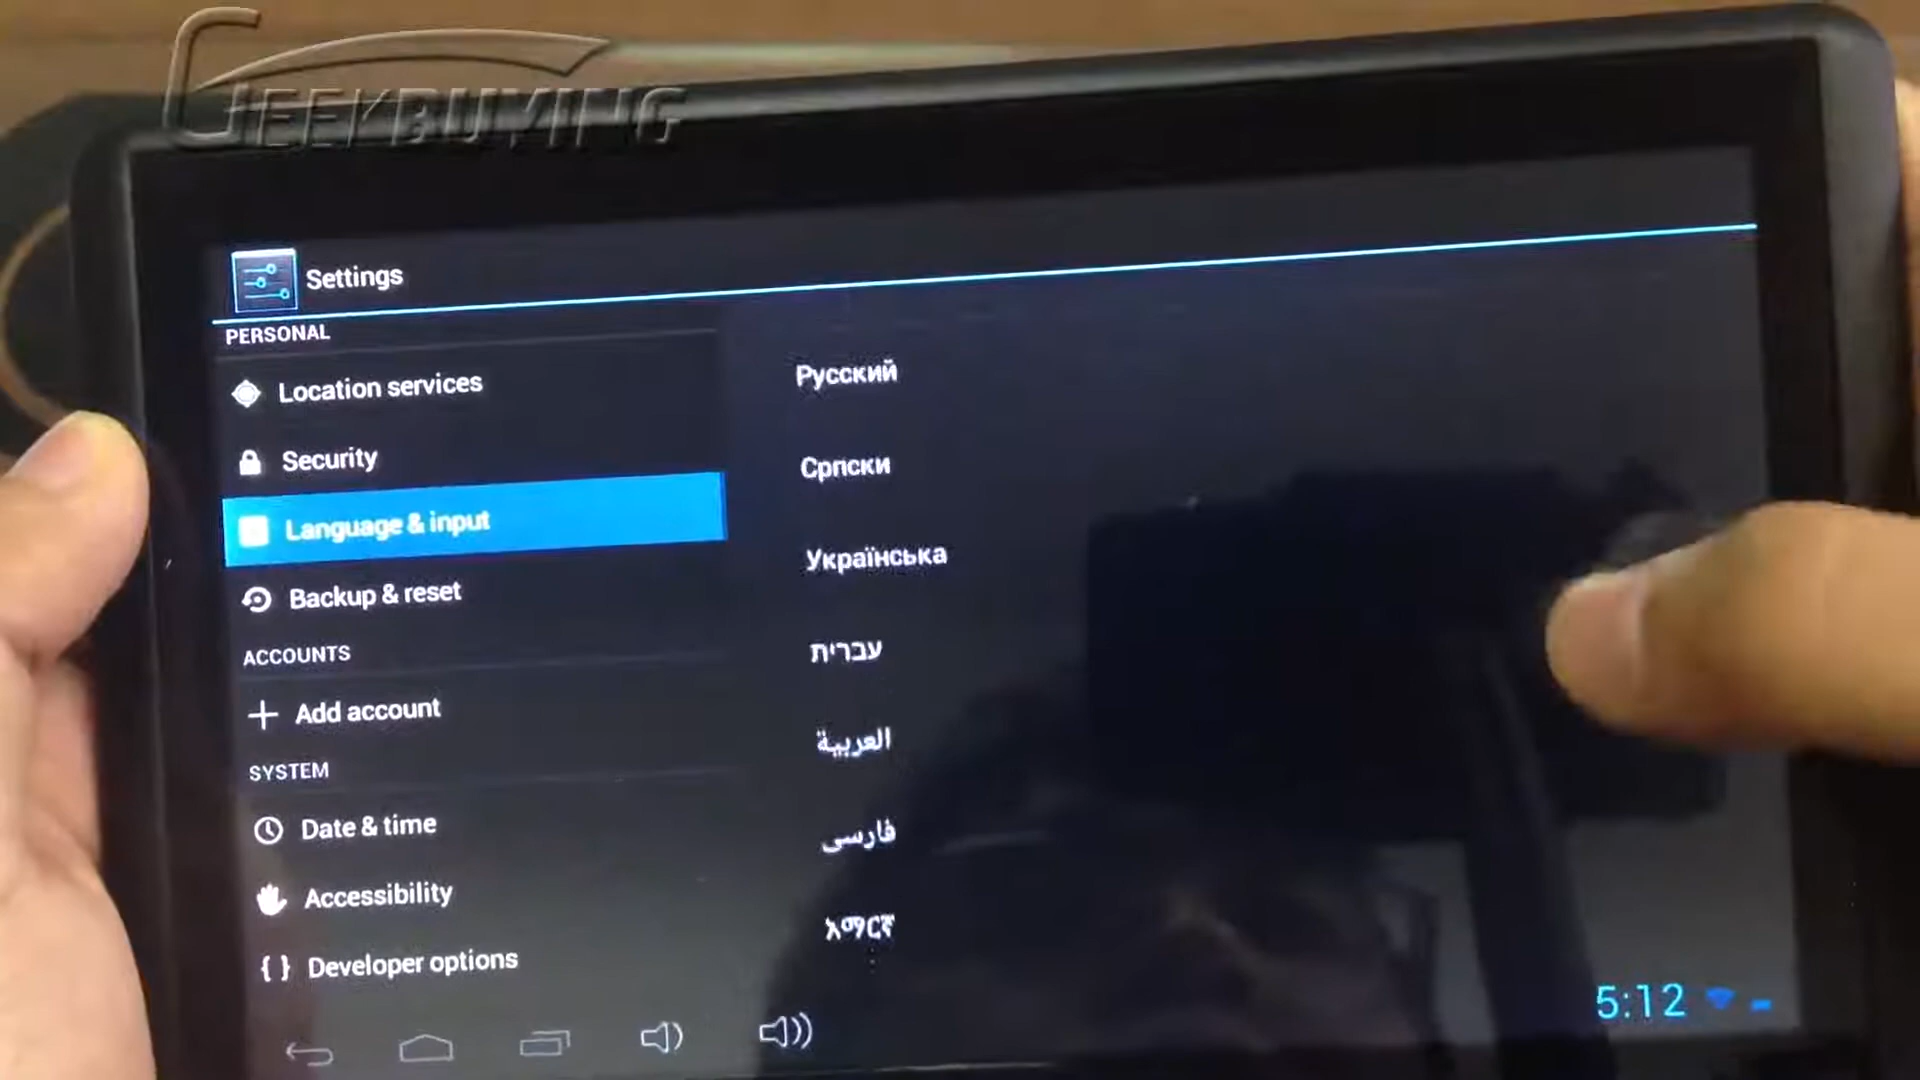 GEEKBUYING
Settings
PERSONAL
Location services
Security
Language & input
Backup & reset
ACCOUNTS
Add account
SYSTEM
Date & time
Accessibility
{ } Developer options
Русский
Српски
Українська
עברית
العربية
فارسی
አማርኛ
5:12